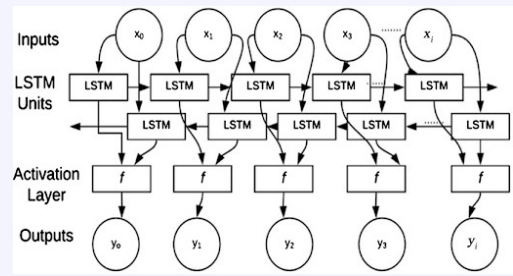 Inputs x₀ x₁ x₂ x₃ xᵢ
LSTM Units
LSTM LSTM LSTM LSTM LSTM
LSTM LSTM LSTM LSTM LSTM
Activation Layer
f f f f f
Outputs y₀ y₁ y₂ y₃ yᵢ